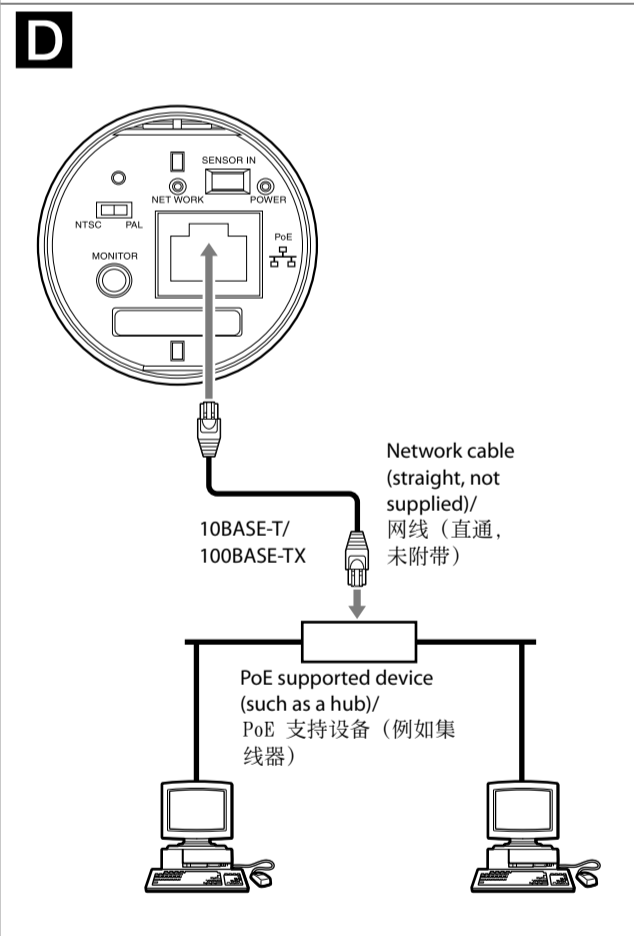 D
SENSOR IN
NET WORK
POWER
NTSC
PAL
PoE
MONITOR
Network cable
(straight, not
supplied)/
网线（直通，
未附带）
10BASE-T/
100BASE-TX
PoE supported device
(such as a hub)/
PoE 支持设备（例如集
线器）